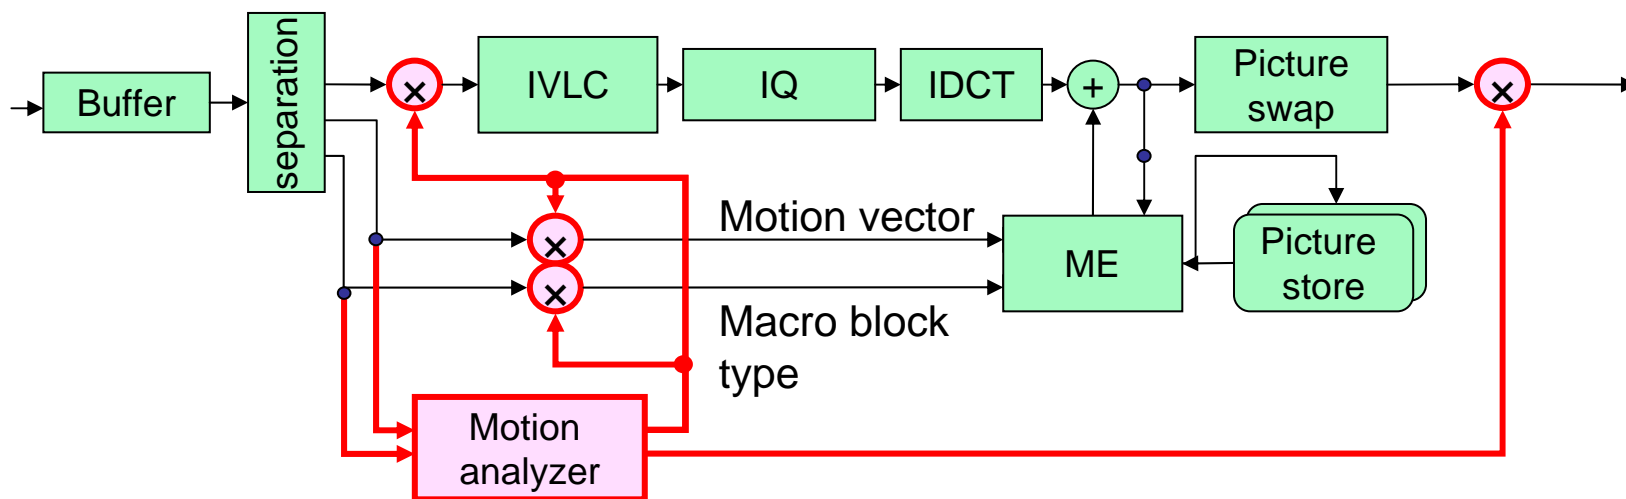 Buffer
separation
×
IVLC
IQ
IDCT
+
Picture
swap
×
×
×
Motion vector
Macro block
type
ME
Picture
store
Motion
analyzer